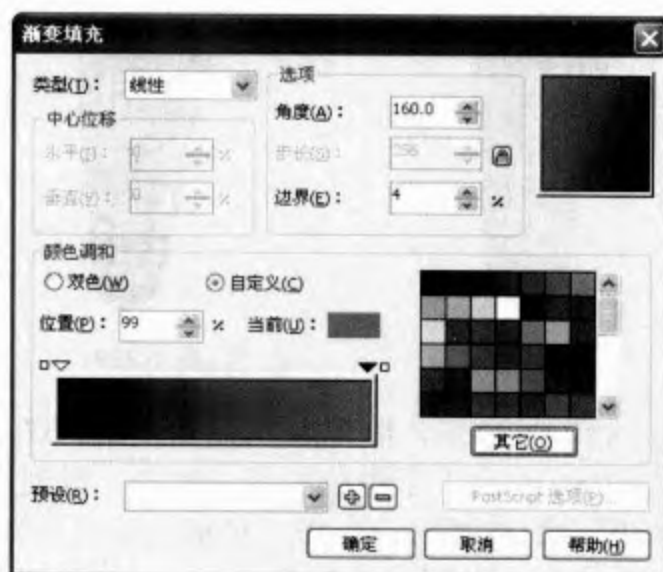 渐变填充
类型(T): 线性
中心位移
水平(I): %
垂直(V): %
选项
角度(A): 160.0
步长(S): 256
边界(E): 4 %
颜色调和
双色(W) 自定义(C)
位置(P): 99 % 当前(U):
其它(O)
预设(R):
PostScript 选项(P)...
确定 取消 帮助(H)